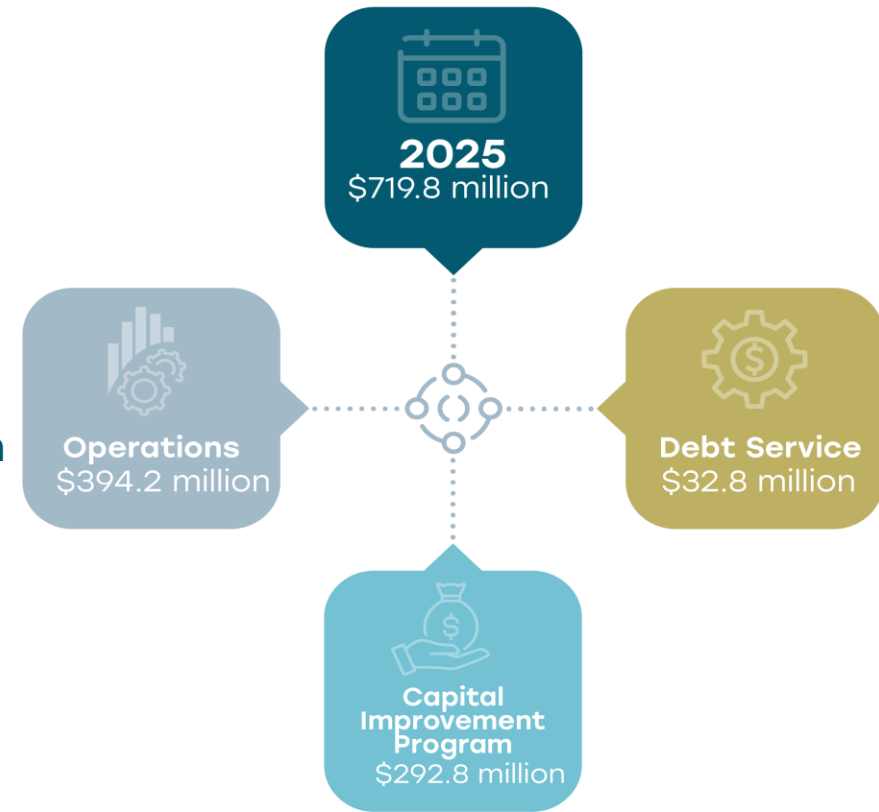 2025
$719.8 million
Operations
$394.2 million
Debt Service
$32.8 million
Capital
Improvement
Program
$292.8 million